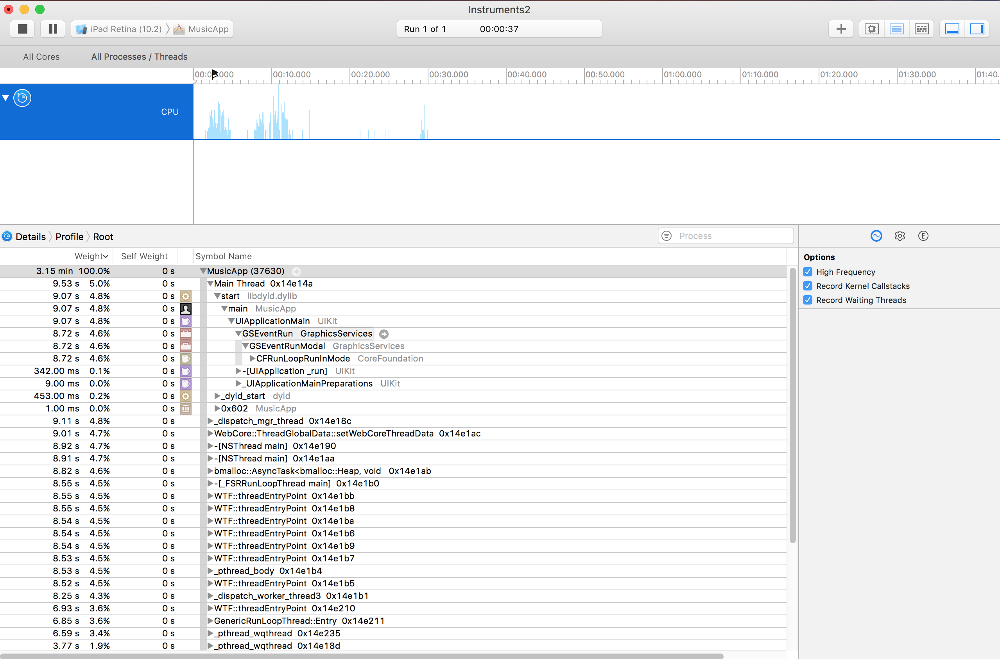 Instruments2
iPad Retina (10.2) MusicApp Run 1 of 1 00:00:37
All Cores All Processes / Threads
00:10.000 00:20.000 00:30.000 00:40.000 00:50.000 01:00.000 01:10.000 01:20.000 01:30.000 01:40.
CPU
Details Profile Root Process
Weight Self Weight Symbol Name
3.15 min 100.0% 0 s MusicApp (37630)
9.53 s 5.0% 0 s Main Thread 0x14e14a
9.07 s 4.8% 0 s start libdyld.dylib
9.07 s 4.8% 0 s main MusicApp
9.07 s 4.8% 0 s UIApplicationMain UIKit
8.72 s 4.6% 0 s GSEventRun GraphicsServices
8.72 s 4.6% 0 s GSEventRunModal GraphicsServices
8.72 s 4.6% 0 s CFRunLoopRunInMode CoreFoundation
342.00 ms 0.1% 0 s -[UIApplication _run] UIKit
9.00 ms 0.0% 0 s _UIApplicationMainPreparations UIKit
453.00 ms 0.2% 0 s _dyld_start dyld
1.00 ms 0.0% 0 s 0x602 MusicApp
9.11 s 4.8% 0 s _dispatch_mgr_thread 0x14e18c
9.01 s 4.7% 0 s WebCore::ThreadGlobalData::setWebCoreThreadData 0x14e1ac
8.92 s 4.7% 0 s -[NSThread main] 0x14e190
8.91 s 4.7% 0 s -[NSThread main] 0x14e1aa
8.82 s 4.6% 0 s bmalloc::AsyncTask<bmalloc::Heap, void 0x14e1ab
8.55 s 4.5% 0 s -[_FSRRunLoopThread main] 0x14e1b0
8.55 s 4.5% 0 s WTF::threadEntryPoint 0x14e1bb
8.55 s 4.5% 0 s WTF::threadEntryPoint 0x14e1b8
8.54 s 4.5% 0 s WTF::threadEntryPoint 0x14e1ba
8.54 s 4.5% 0 s WTF::threadEntryPoint 0x14e1b6
8.54 s 4.5% 0 s WTF::threadEntryPoint 0x14e1b9
8.53 s 4.5% 0 s WTF::threadEntryPoint 0x14e1b7
8.53 s 4.5% 0 s _pthread_body 0x14e1b4
8.52 s 4.5% 0 s WTF::threadEntryPoint 0x14e1b5
8.25 s 4.3% 0 s _dispatch_worker_thread3 0x14e1b1
6.93 s 3.6% 0 s WTF::threadEntryPoint 0x14e210
6.85 s 3.6% 0 s GenericRunLoopThread::Entry 0x14e211
6.59 s 3.4% 0 s _pthread_wqthread 0x14e235
3.77 s 1.9% 0 s _pthread_wqthread 0x14e18d
E
Options
High Frequency
Record Kernel Callstacks
Record Waiting Threads